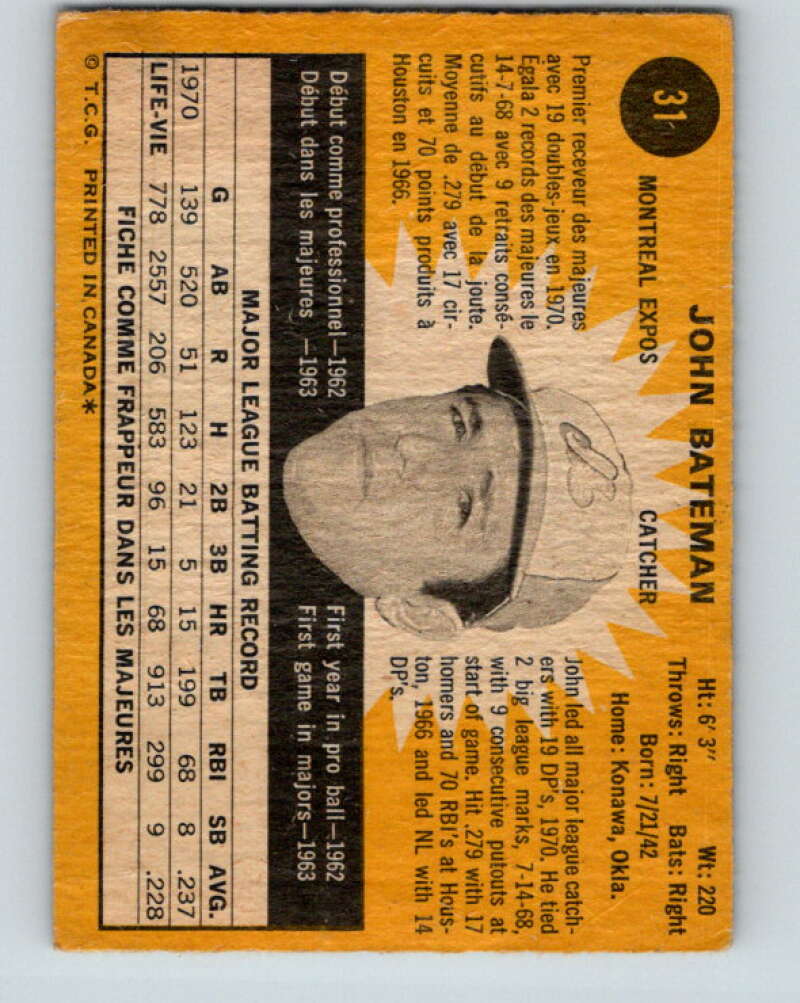 31
JOHN BATEMAN
Ht: 6' 3" Wt: 220
MONTREAL EXPOS CATCHER
Throws: Right Bats: Right
Born: 7/21/42
Home: Konawa, Okla.
Premier receveur des majeures
avec 19 doubles-jeux en 1970.
Égala 2 records des majeures le
14-7-68 avec 9 retraits consé-
cutifs au début de la joute.
Moyenne de .279 avec 17 cir-
cuits et 70 points produits à
Houston en 1966.
John led all major league catch-
ers with 19 DP's, 1970. He tied
2 big league marks, 7-14-68,
with 9 consecutive putouts at
start of game. Hit .279 with 17
homers and 70 RBI's at Hous-
ton, 1966 and led NL with 14
DP's.
Début comme professionnel—1962
Début dans les majeures —1963
First year in pro ball—1962
First game in majors—1963
MAJOR LEAGUE BATTING RECORD
G AB R H 2B 3B HR TB RBI SB AVG.
1970 139 520 51 123 21 5 15 199 68 8 .237
LIFE-VIE 778 2557 206 583 96 15 68 913 299 9 .228
FICHE COMME FRAPPEUR DANS LES MAJEURES
© T.C.G. PRINTED IN CANADA*